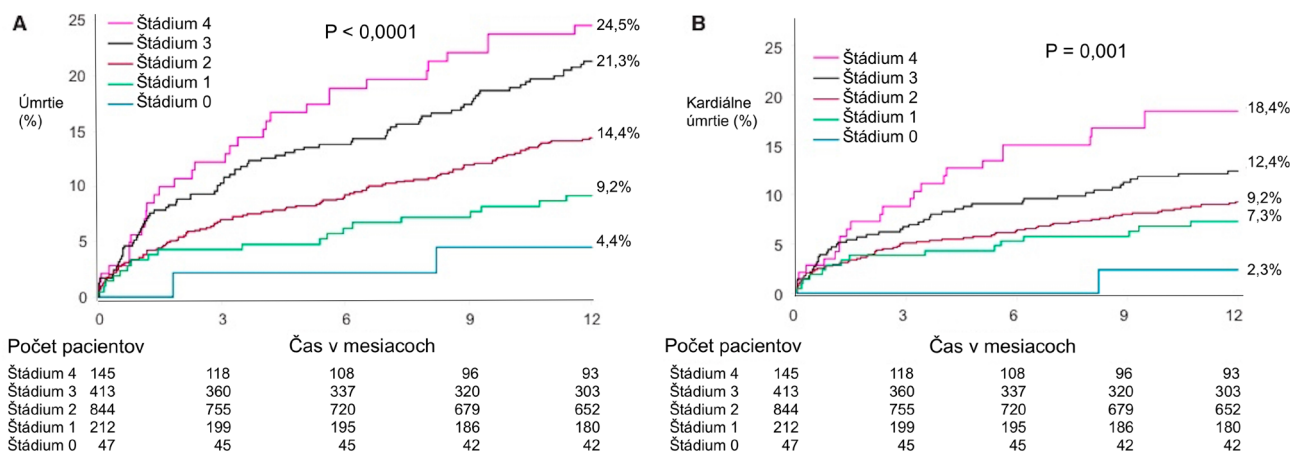 A
P < 0,0001
Úmrtie
(%)
Štádium 4
Štádium 3
Štádium 2
Štádium 1
Štádium 0
25
20
15
10
5
0
24,5%
21,3%
14,4%
9,2%
4,4%
0 3 6 9 12
Počet pacientov Čas v mesiacoch
Štádium 4 145 118 108 96 93
Štádium 3 413 360 337 320 303
Štádium 2 844 755 720 679 652
Štádium 1 212 199 195 186 180
Štádium 0 47 45 45 42 42
B
P = 0,001
Kardiálne
úmrtie (%)
Štádium 4
Štádium 3
Štádium 2
Štádium 1
Štádium 0
25
20
15
10
5
0
18,4%
12,4%
9,2%
7,3%
2,3%
0 3 6 9 12
Počet pacientov Čas v mesiacoch
Štádium 4 145 118 108 96 93
Štádium 3 413 360 337 320 303
Štádium 2 844 755 720 679 652
Štádium 1 212 199 195 186 180
Štádium 0 47 45 45 42 42